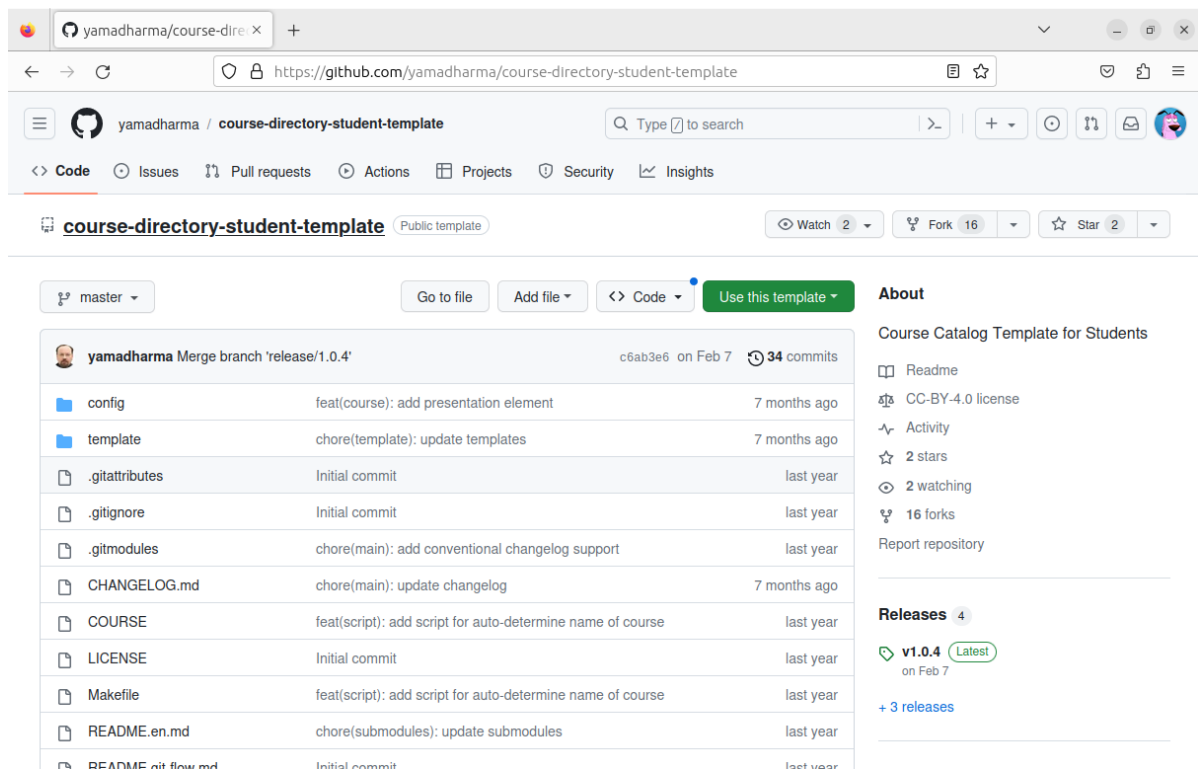 yamadharma/course-dire
https://github.com/yamadharma/course-directory-student-template
yamadharma / course-directory-student-template
Type / to search
Code Issues Pull requests Actions Projects Security Insights
course-directory-student-template Public template Watch 2 Fork 16 Star 2
master Go to file Add file Code Use this template
yamadharma Merge branch 'release/1.0.4' c6ab3e6 on Feb 7 34 commits
config feat(course): add presentation element 7 months ago
template chore(template): update templates 7 months ago
.gitattributes Initial commit last year
.gitignore Initial commit last year
.gitmodules chore(main): add conventional changelog support last year
CHANGELOG.md chore(main): update changelog 7 months ago
COURSE feat(script): add script for auto-determine name of course last year
LICENSE Initial commit last year
Makefile feat(script): add script for auto-determine name of course last year
README.en.md chore(submodules): update submodules last year
README.git-flow.md Initial commit last year
About
Course Catalog Template for Students
Readme
CC-BY-4.0 license
Activity
2 stars
2 watching
16 forks
Report repository
Releases 4
v1.0.4 Latest
on Feb 7
+ 3 releases